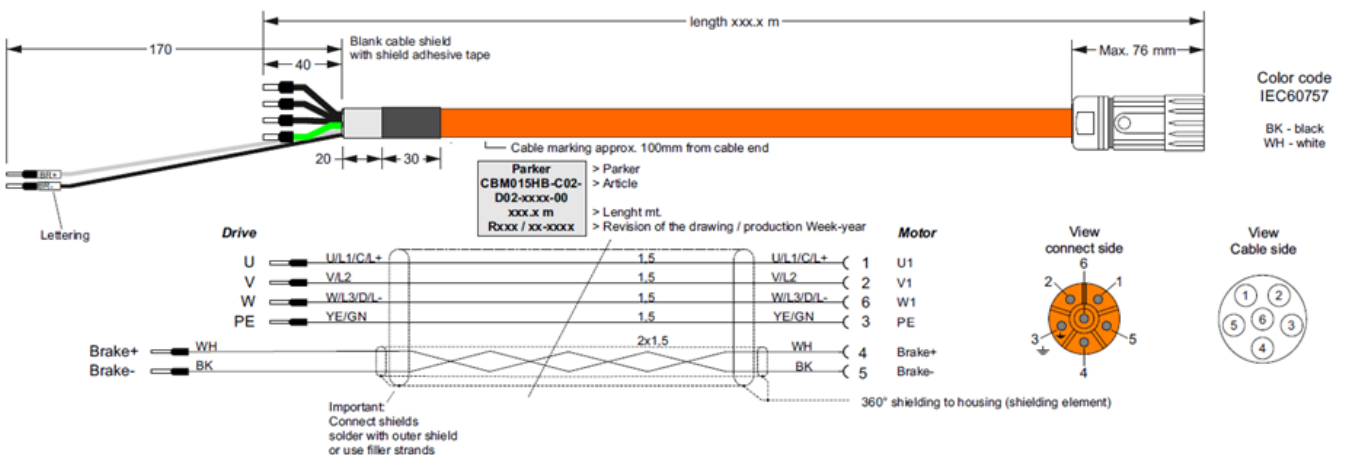 length xxx.x m
170
Blank cable shield
with shield adhesive tape
Max. 76 mm
40
Color code
IEC60757
BK - black
WH - white
20
30
Cable marking approx. 100mm from cable end
BR+
BR-
Lettering
Parker
CBM015HB-C02-
D02-xxxx-00
xxx.x m
Rxxx / xx-xxxx
> Parker
> Article
> Lenght mt.
> Revision of the drawing / production Week-year
Drive
Motor
View
connect side
View
Cable side
U U/L1/C/L+ 1,5 U/L1/C/L+ 1 U1
V V/L2 1,5 V/L2 2 V1
W W/L3/D/L- 1,5 W/L3/D/L- 6 W1
PE YE/GN 1,5 YE/GN 3 PE
Brake+ WH 2x1,5 WH 4 Brake+
Brake- BK BK 5 Brake-
6
2 1
3 5
4
1 2
5 6 3
4
360° shielding to housing (shielding element)
Important:
Connect shields
solder with outer shield
or use filler strands